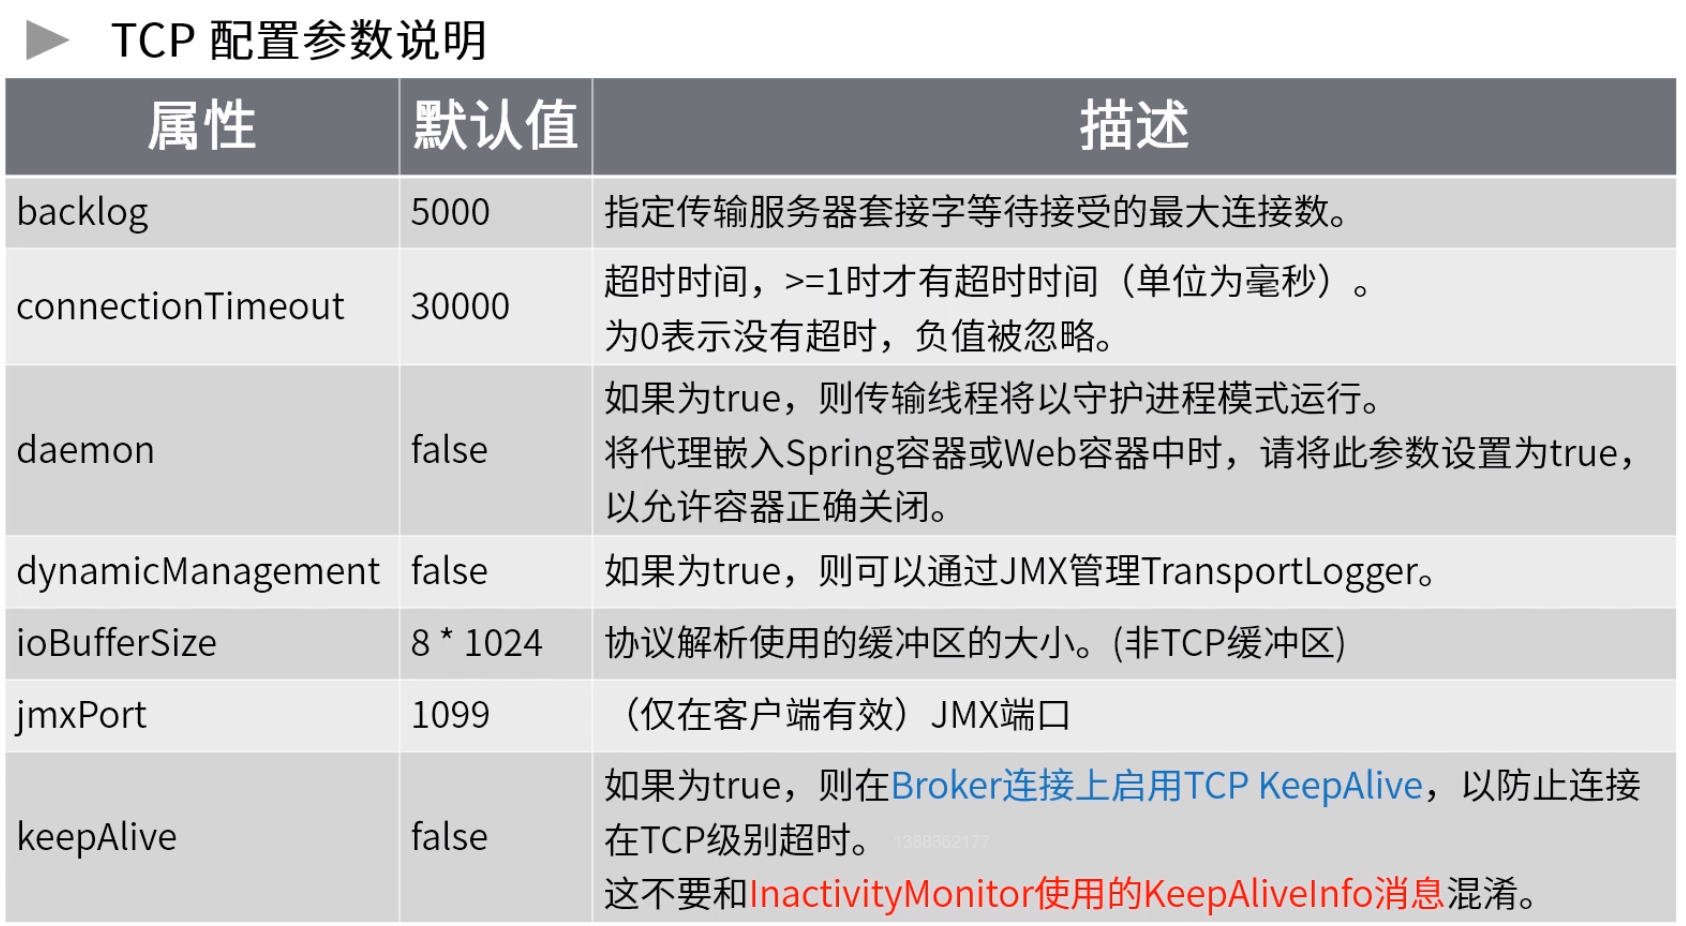 TCP 配置参数说明
属性 默认值 描述
backlog 5000 指定传输服务器套接字等待接受的最大连接数。
connectionTimeout 30000 超时时间，>=1时才有超时时间（单位为毫秒）。
为0表示没有超时，负值被忽略。
daemon false 如果为true，则传输线程将以守护进程模式运行。
将代理嵌入Spring容器或Web容器中时，请将此参数设置为true，
以允许容器正确关闭。
dynamicManagement false 如果为true，则可以通过JMX管理TransportLogger。
ioBufferSize 8 * 1024 协议解析使用的缓冲区的大小。(非TCP缓冲区)
jmxPort 1099 （仅在客户端有效）JMX端口
keepAlive false 如果为true，则在Broker连接上启用TCP KeepAlive，以防止连接
在TCP级别超时。
1388362177
这不要和InactivityMonitor使用的KeepAliveInfo消息混淆。